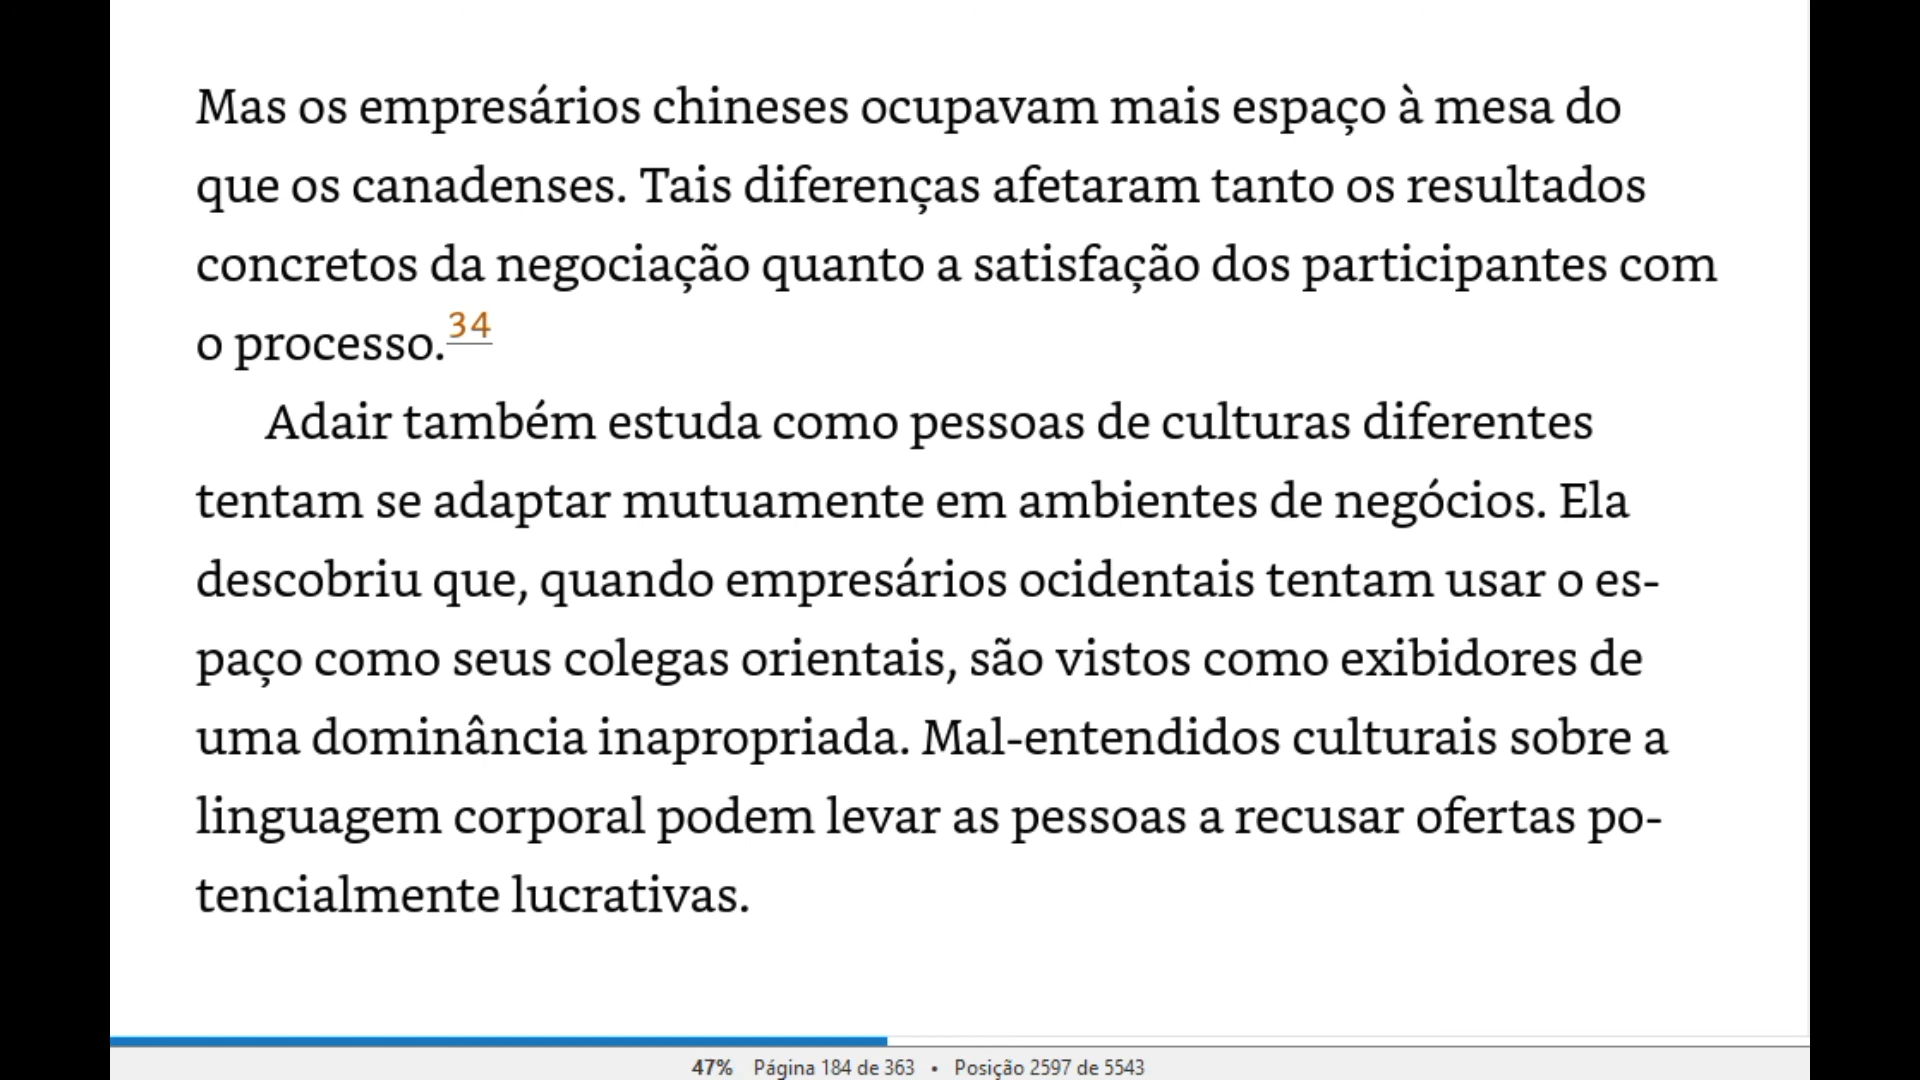 Mas os empresários chineses ocupavam mais espaço à mesa do
que os canadenses. Tais diferenças afetaram tanto os resultados
concretos da negociação quanto a satisfação dos participantes com
o processo.34
Adair também estuda como pessoas de culturas diferentes
tentam se adaptar mutuamente em ambientes de negócios. Ela
descobriu que, quando empresários ocidentais tentam usar o es-
paço como seus colegas orientais, são vistos como exibidores de
uma dominância inapropriada. Mal-entendidos culturais sobre a
linguagem corporal podem levar as pessoas a recusar ofertas po-
tencialmente lucrativas.
47% Página 184 de 363 • Posição 2597 de 5543